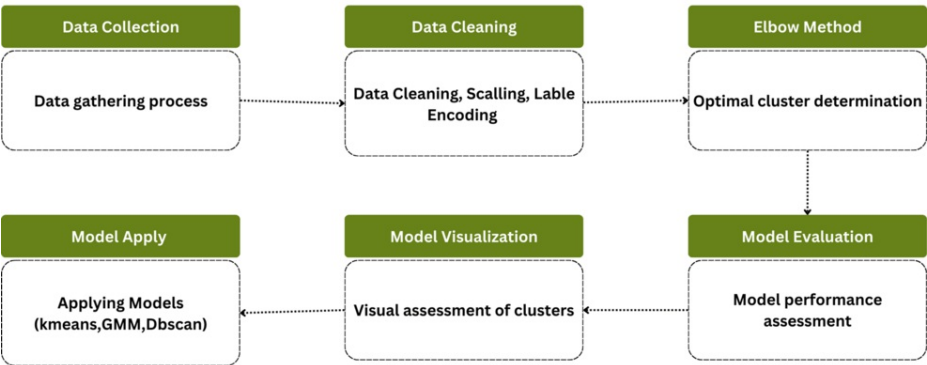 Data Collection
Data gathering process
Data Cleaning
Data Cleaning, Scalling, Lable
Encoding
Elbow Method
Optimal cluster determination
Model Evaluation
Model performance
assessment
Model Visualization
Visual assessment of clusters
Model Apply
Applying Models
(kmeans,GMM,Dbscan)